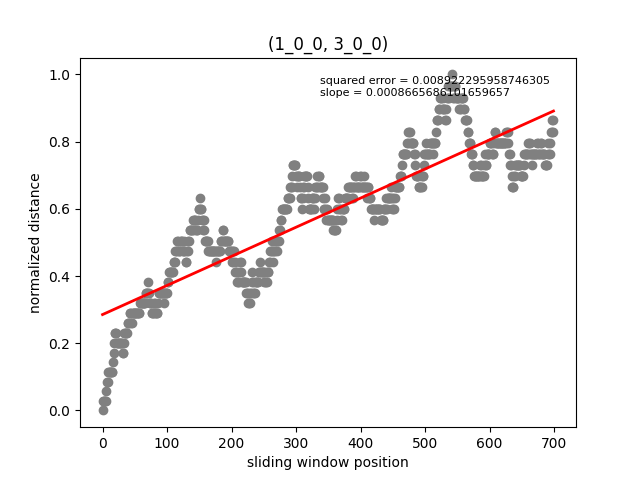 (1_0_0, 3_0_0)
squared error = 0.008922295958746305
slope = 0.0008665686101659657
normalized distance
1.0
0.8
0.6
0.4
0.2
0.0
0 100 200 300 400 500 600 700
sliding window position